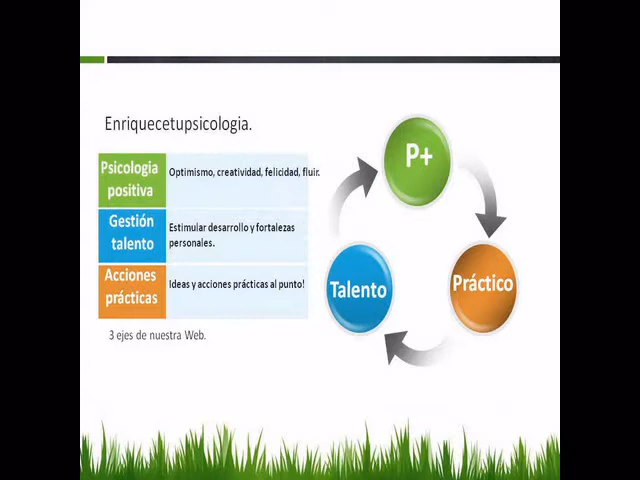 Enriquecetupsicologia.
Psicologia
positiva
Optimismo, creatividad, felicidad, fluir.
Gestión
talento
Estimular desarrollo y fortalezas
personales.
Acciones
prácticas
Ideas y acciones prácticas al punto!
3 ejes de nuestra Web.
P+
Talento
Práctico